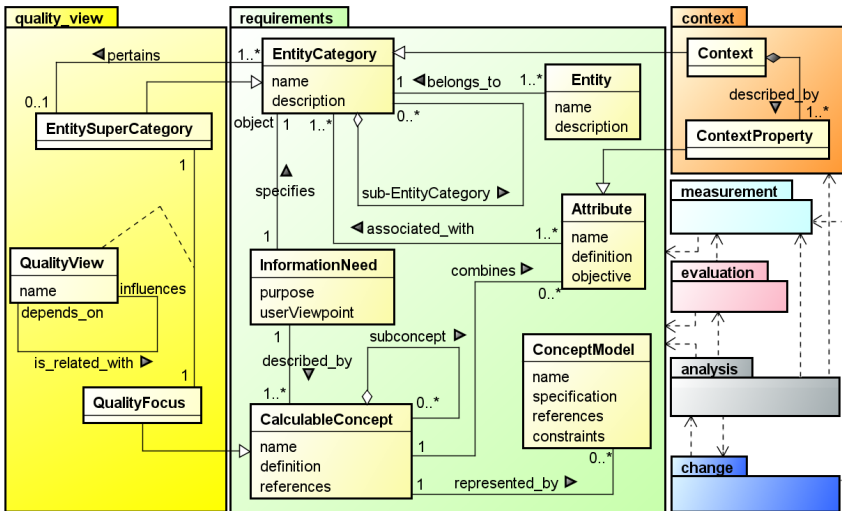 quality_view
requirements
context
◀ pertains
1..*
EntityCategory
name
description
1
◀ belongs_to
1..*
Entity
name
description
Context
described_by
▼
1..*
ContextProperty
0..1
EntitySuperCategory
object
1
1..*
0..*
1
▲
specifies
sub-EntityCategory ▶
measurement
Attribute
name
definition
objective
◀ associated_with
1..*
1
QualityView
name
influences
depends_on
is_related_with ▶
InformationNeed
purpose
userViewpoint
combines ▶
0..*
evaluation
1
described_by
▼
1..*
subconcept ▶
0..*
ConceptModel
name
specification
references
constraints
0..*
analysis
1
QualityFocus
CalculableConcept
name
definition
references
1
1
represented_by ▶
change